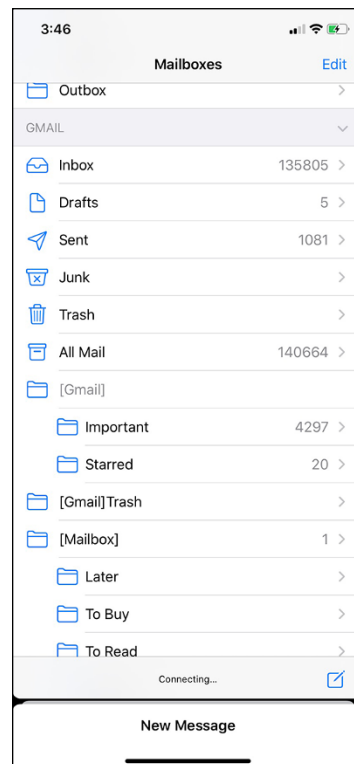 3:46
Mailboxes Edit
Outbox
GMAIL
Inbox 135805
Drafts 5
Sent 1081
Junk
Trash
All Mail 140664
[Gmail]
Important 4297
Starred 20
[Gmail]Trash
[Mailbox] 1
Later
To Buy
To Read
Connecting...
New Message